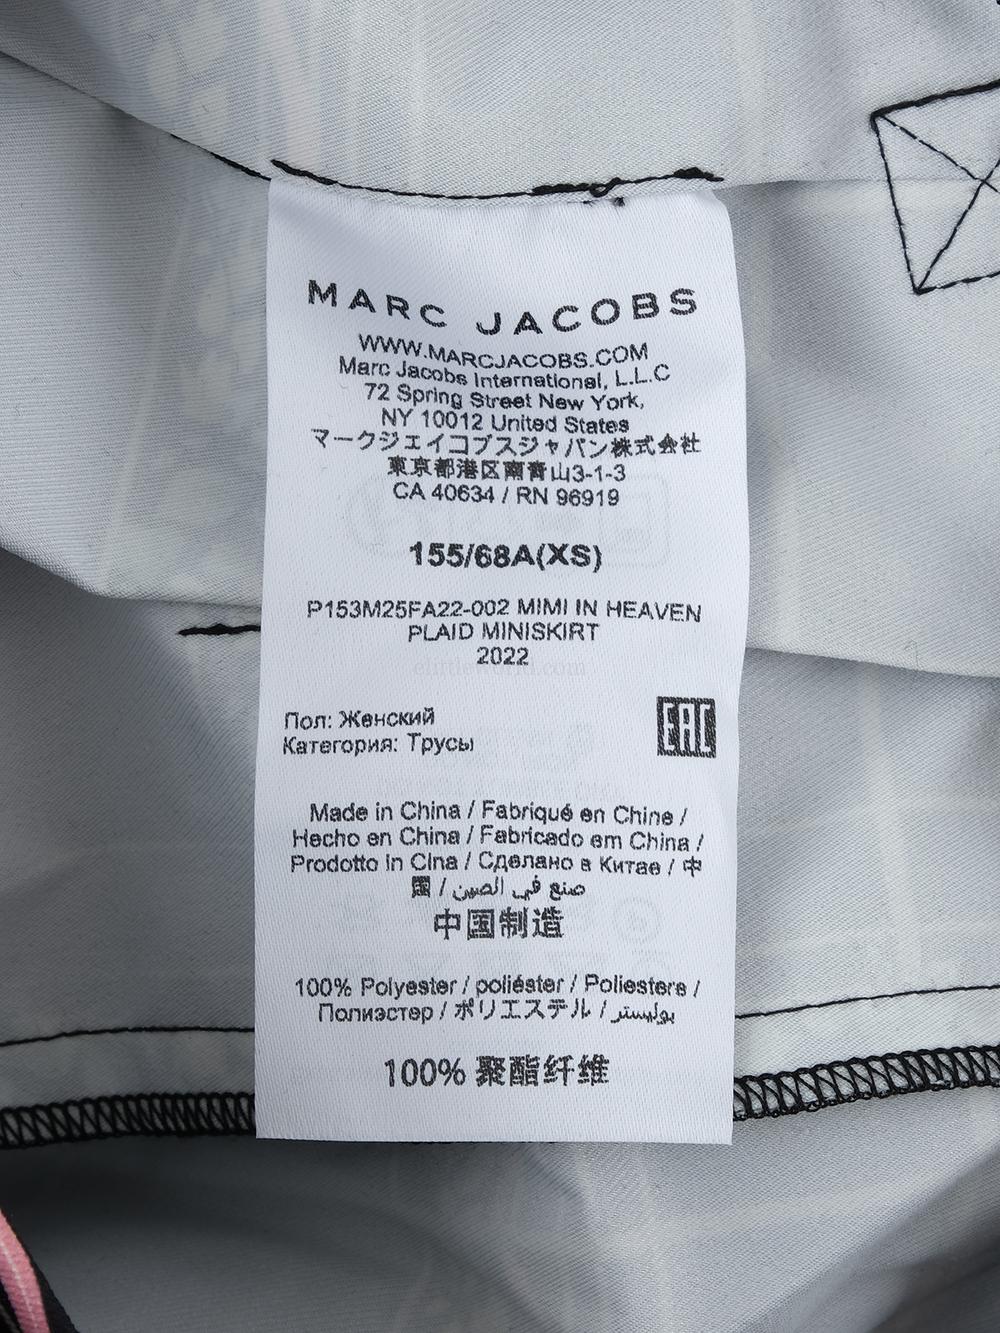 MARC JACOBS
WWW.MARCJACOBS.COM
Marc Jacobs International, L.L.C
72 Spring Street New York,
NY 10012 United States
マークジェイコブスジャパン株式会社
東京都港区南青山3-1-3
CA 40634 / RN 96919
155/68A(XS)
P153M25FA22-002 MIMI IN HEAVEN
PLAID MINISKIRT
2022
elittleworld.com
Пол: Женский
Категория: Трусы
EAC
Made in China / Fabriqué en Chine /
Hecho en China / Fabricado em China /
Prodotto in Cina / Сделано в Китае / 中
国 / صنع في الصين
中国制造
100% Polyester / poliéster / Poliestere /
Полиэстер / ポリエステル / بوليستر
100% 聚酯纤维